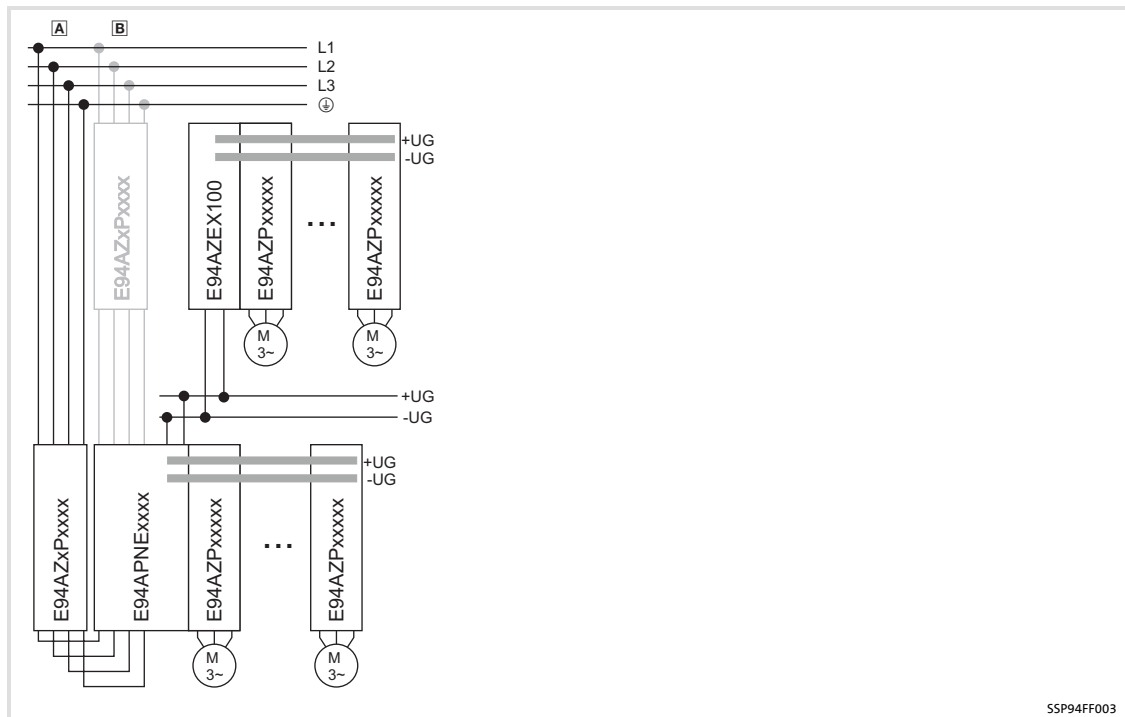 A B
L1
L2
L3
+UG
-UG
E94AZxPxxxx
E94AZEX100
E94AZPxxxxx
...
E94AZPxxxxx
M
3~
M
3~
+UG
-UG
+UG
-UG
E94AZxPxxxx
E94APNExxxx
E94AZPxxxxx
...
E94AZPxxxxx
M
3~
M
3~
SSP94FF003